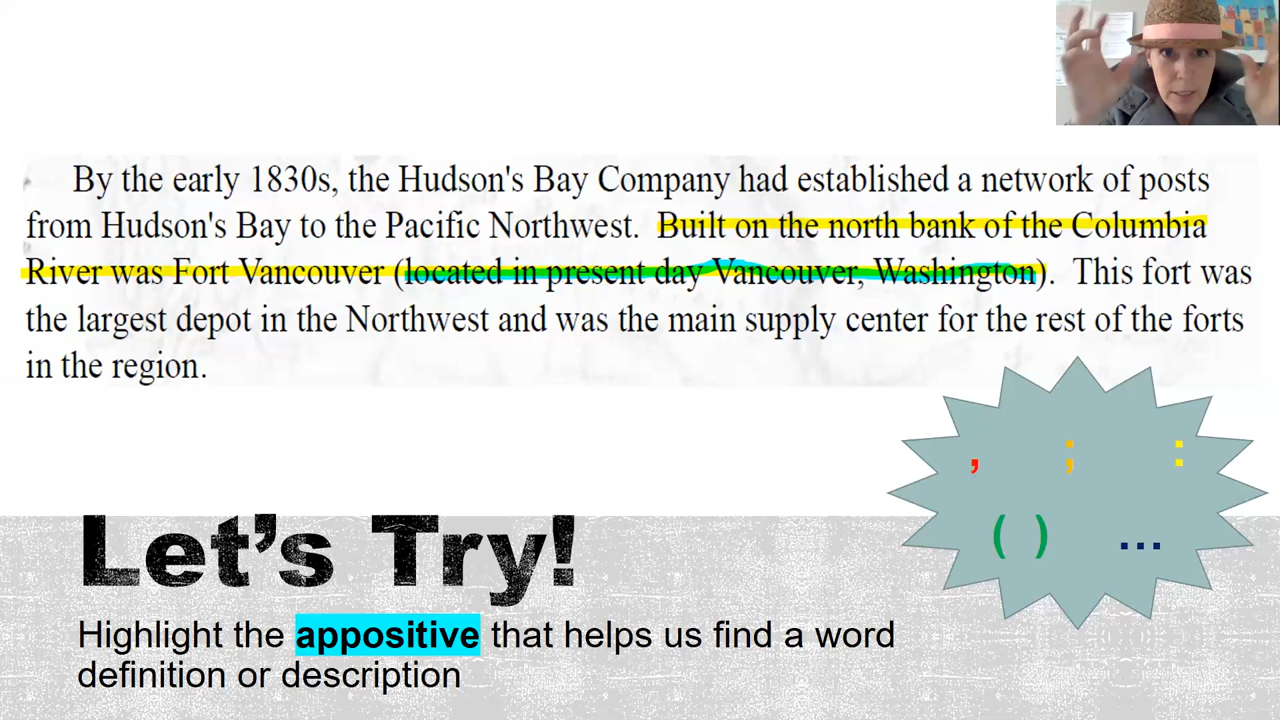 By the early 1830s, the Hudson's Bay Company had established a network of posts
from Hudson's Bay to the Pacific Northwest. Built on the north bank of the Columbia
River was Fort Vancouver (located in present day Vancouver, Washington). This fort was
the largest depot in the Northwest and was the main supply center for the rest of the forts
in the region.
, ; :
( ) ...
Let's Try!
Highlight the appositive that helps us find a word
definition or description